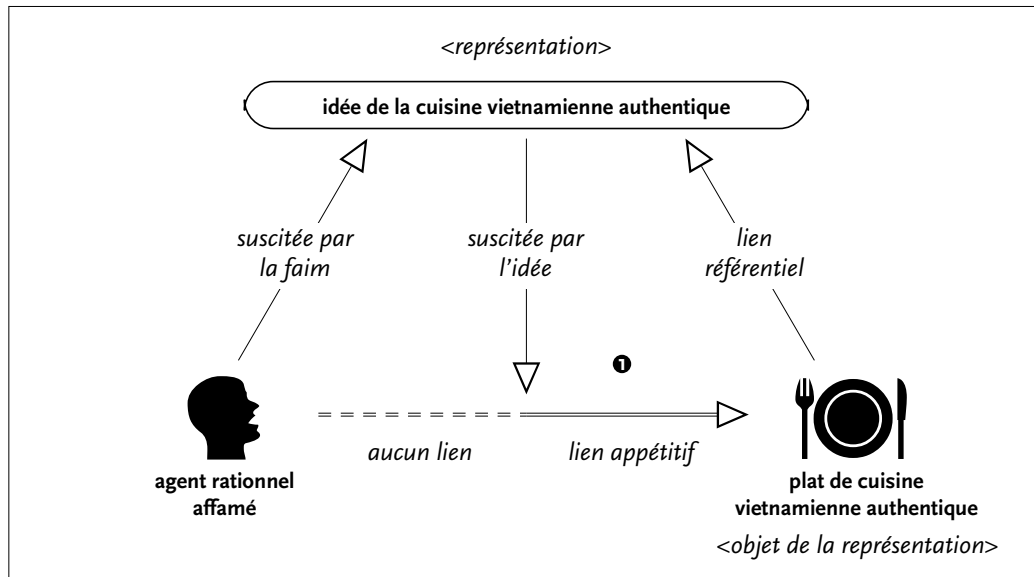 <représentation>
idée de la cuisine vietnamienne authentique
suscitée par
la faim
suscitée par
l'idée
lien
référentiel
❶
aucun lien
lien appétitif
agent rationnel
affamé
plat de cuisine
vietnamienne authentique
<objet de la représentation>